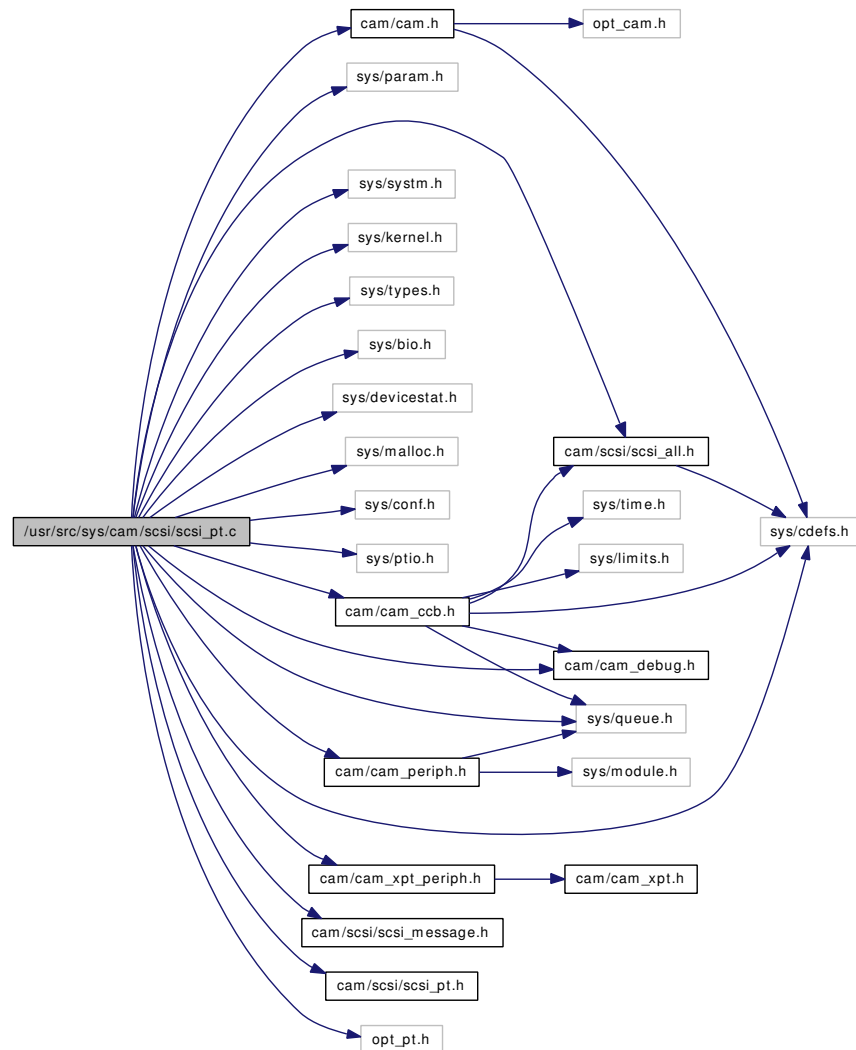 cam/cam.h
opt_cam.h
sys/param.h
sys/systm.h
sys/kernel.h
sys/types.h
sys/bio.h
sys/devicestat.h
sys/malloc.h
cam/scsi/scsi_all.h
sys/conf.h
sys/time.h
/usr/src/sys/cam/scsi/scsi_pt.c
sys/cdefs.h
sys/ptio.h
sys/limits.h
cam/cam_ccb.h
cam/cam_debug.h
sys/queue.h
cam/cam_periph.h
sys/module.h
cam/cam_xpt_periph.h
cam/cam_xpt.h
cam/scsi/scsi_message.h
cam/scsi/scsi_pt.h
opt_pt.h